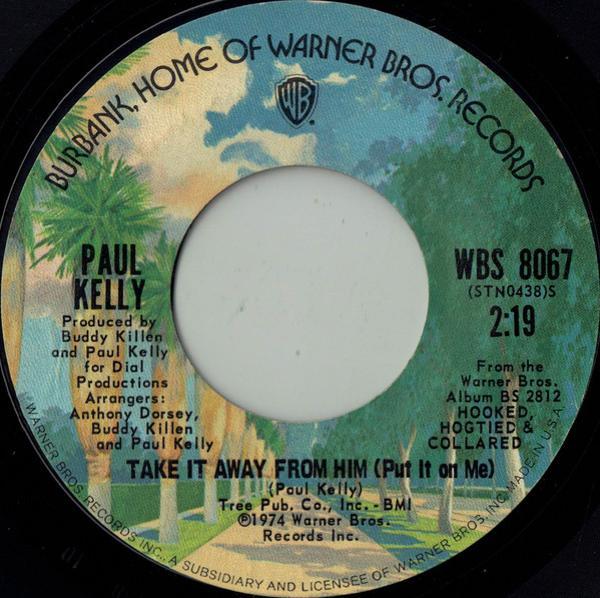 BURBANK, HOME OF WARNER BROS. RECORDS
WB
PAUL
KELLY
Produced by
Buddy Killen
and Paul Kelly
for Dial
Productions
Arrangers:
Anthony Dorsey,
Buddy Killen
and Paul Kelly
WBS 8067
(STN0438)S
2:19
From the
Warner Bros.
Album BS 2812
HOOKED,
HOGTIED &
COLLARED
TAKE IT AWAY FROM HIM (Put It on Me)
(Paul Kelly)
Tree Pub. Co., Inc. - BMI
℗1974 Warner Bros.
Records Inc.
WARNER BROS. RECORDS INC., A SUBSIDIARY AND LICENSEE OF WARNER BROS. INC. MADE IN U.S.A.